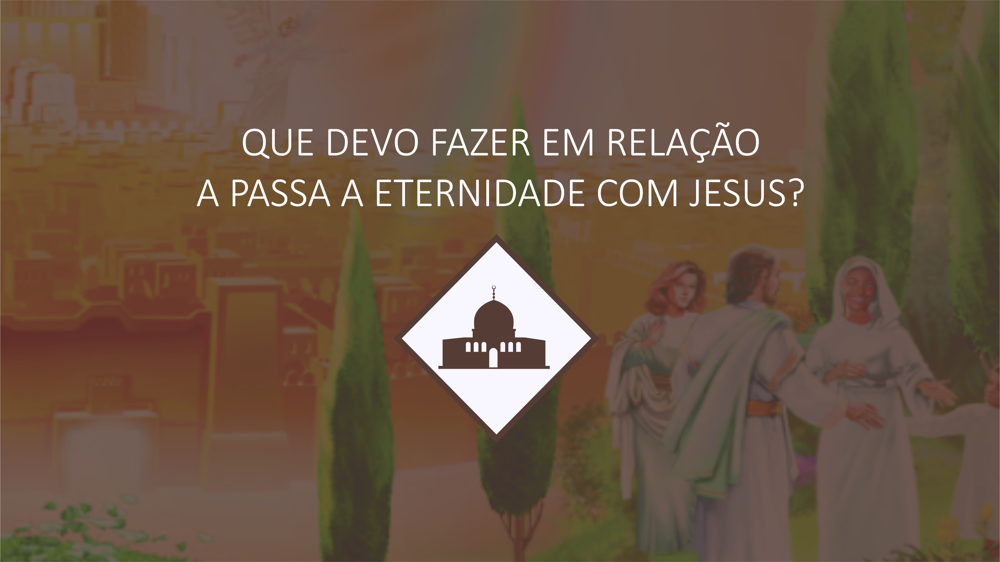 QUE DEVO FAZER EM RELAÇÃO
A PASSA A ETERNIDADE COM JESUS?